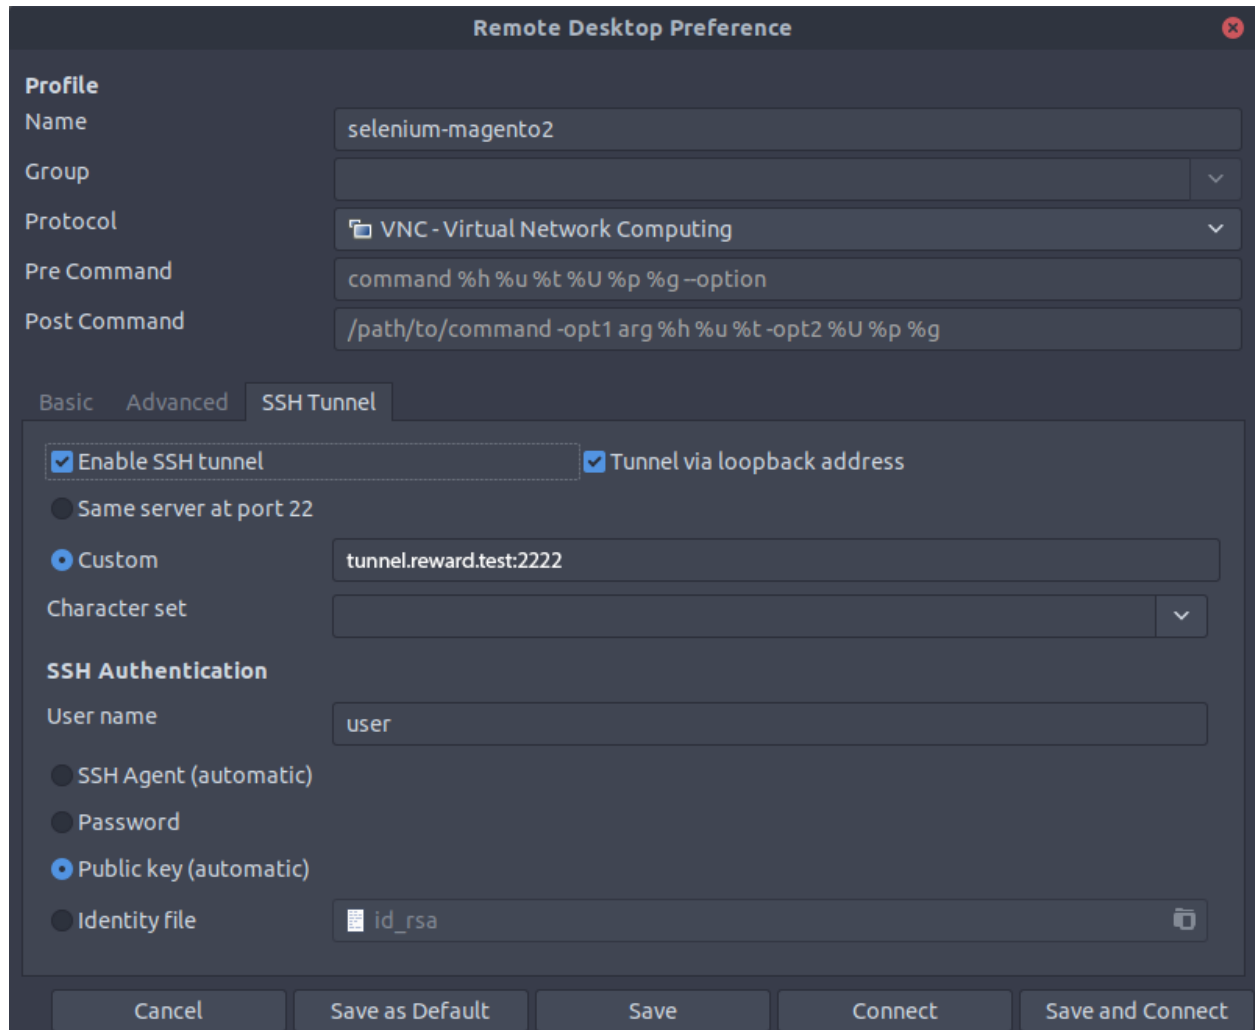 Remote Desktop Preference
Profile
Name
selenium-magento2
Group
Protocol
VNC - Virtual Network Computing
Pre Command
command %h %u %t %U %p %g --option
Post Command
/path/to/command -opt1 arg %h %u %t -opt2 %U %p %g
Basic Advanced SSH Tunnel
Enable SSH tunnel Tunnel via loopback address
Same server at port 22
Custom
tunnel.reward.test:2222
Character set
SSH Authentication
User name
user
SSH Agent (automatic)
Password
Public key (automatic)
Identity file
id_rsa
Cancel Save as Default Save Connect Save and Connect